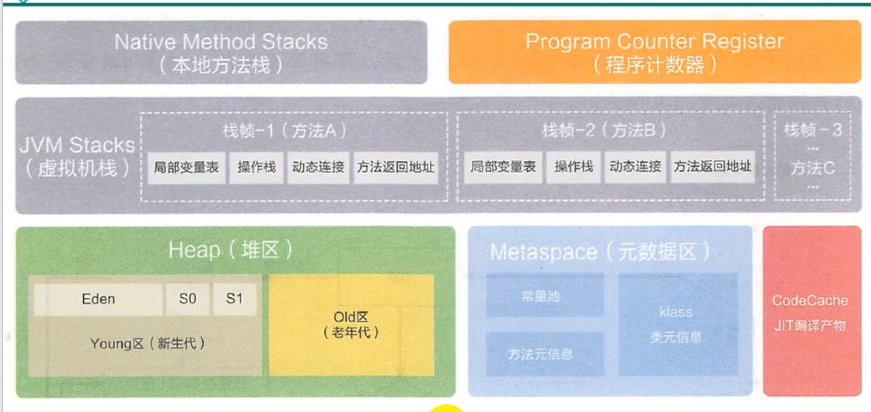 Native Method Stacks
（本地方法栈）
Program Counter Register
（程序计数器）
JVM Stacks
（虚拟机栈）
栈帧-1（方法A）
局部变量表
操作栈
动态连接
方法返回地址
栈帧-2（方法B）
局部变量表
操作栈
动态连接
方法返回地址
栈帧-3
...
方法C
...
Heap（堆区）
Eden
S0
S1
Young区（新生代）
Old区
（老年代）
Metaspace（元数据区）
常量池
方法元信息
klass
类元信息
CodeCache
JIT编译产物